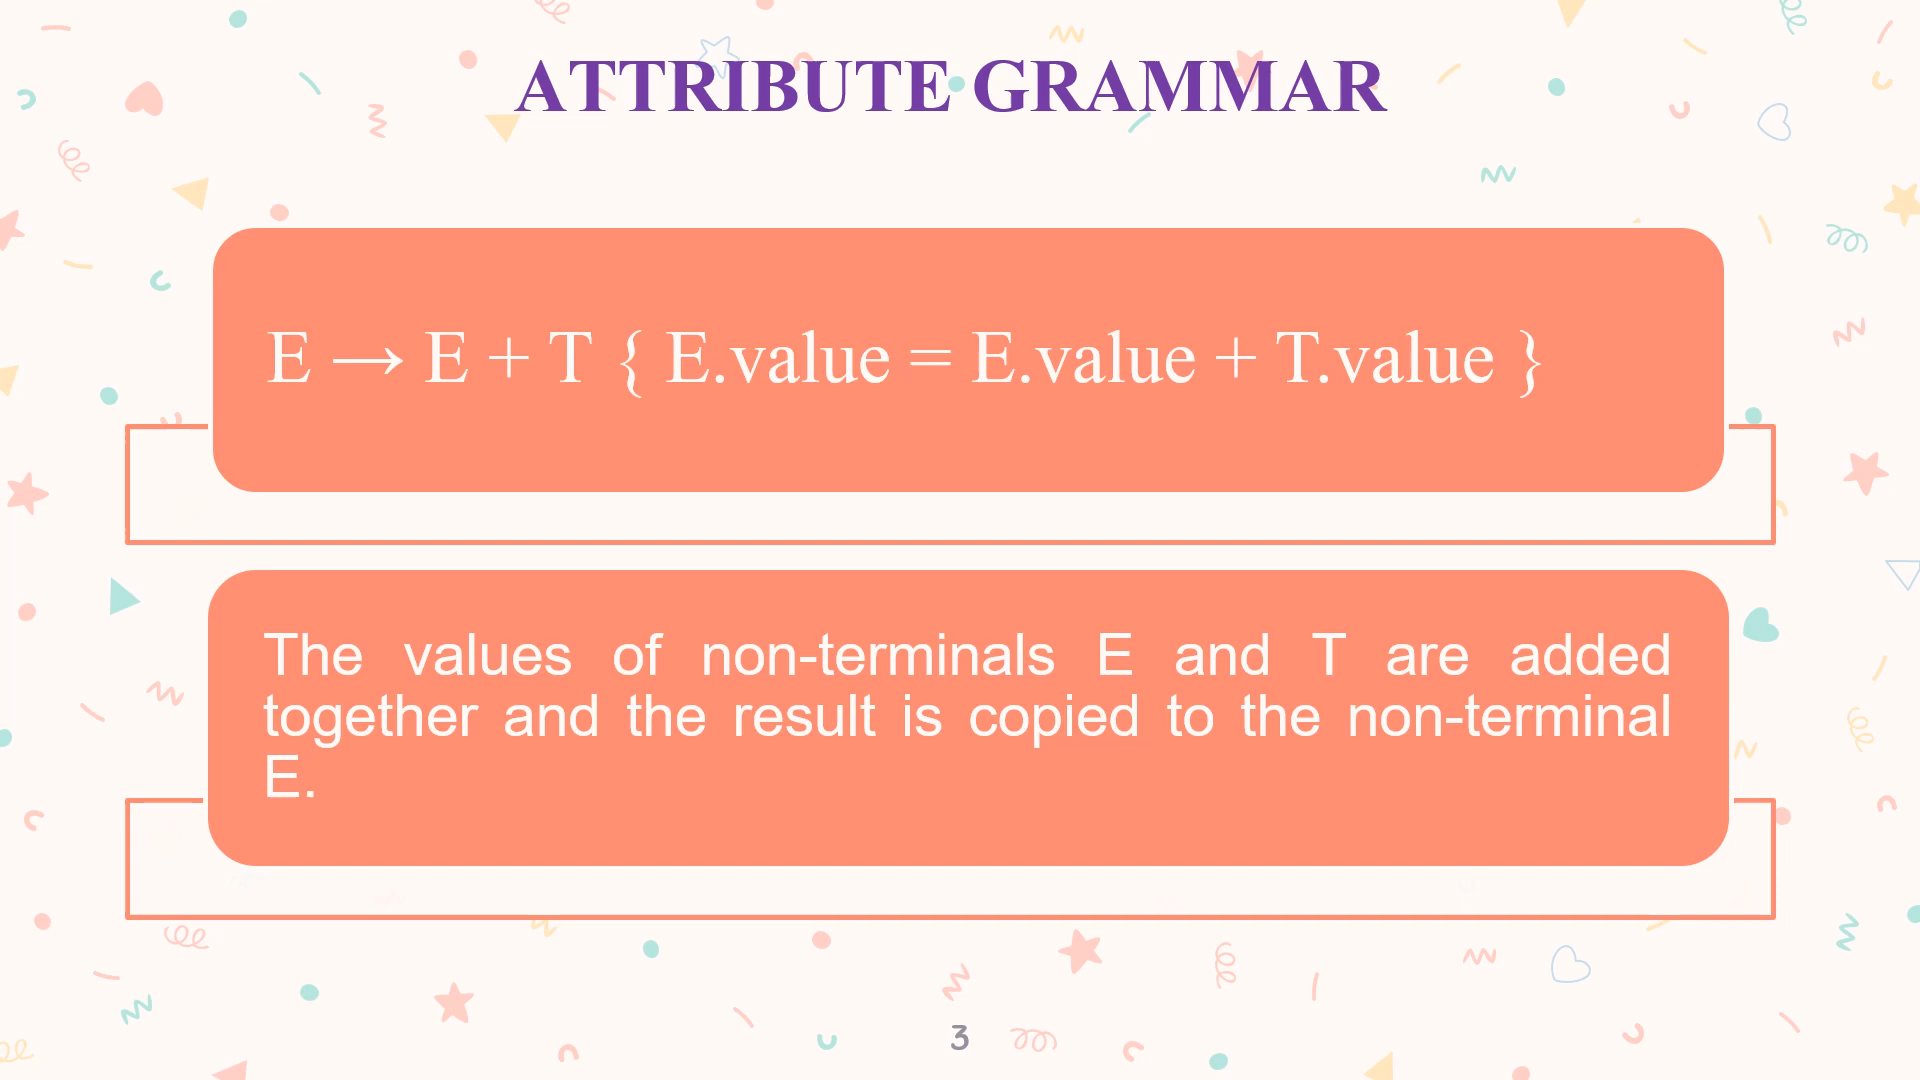 ATTRIBUTE GRAMMAR
E → E + T { E.value = E.value + T.value }
The values of non-terminals E and T are added
together and the result is copied to the non-terminal
E.
3